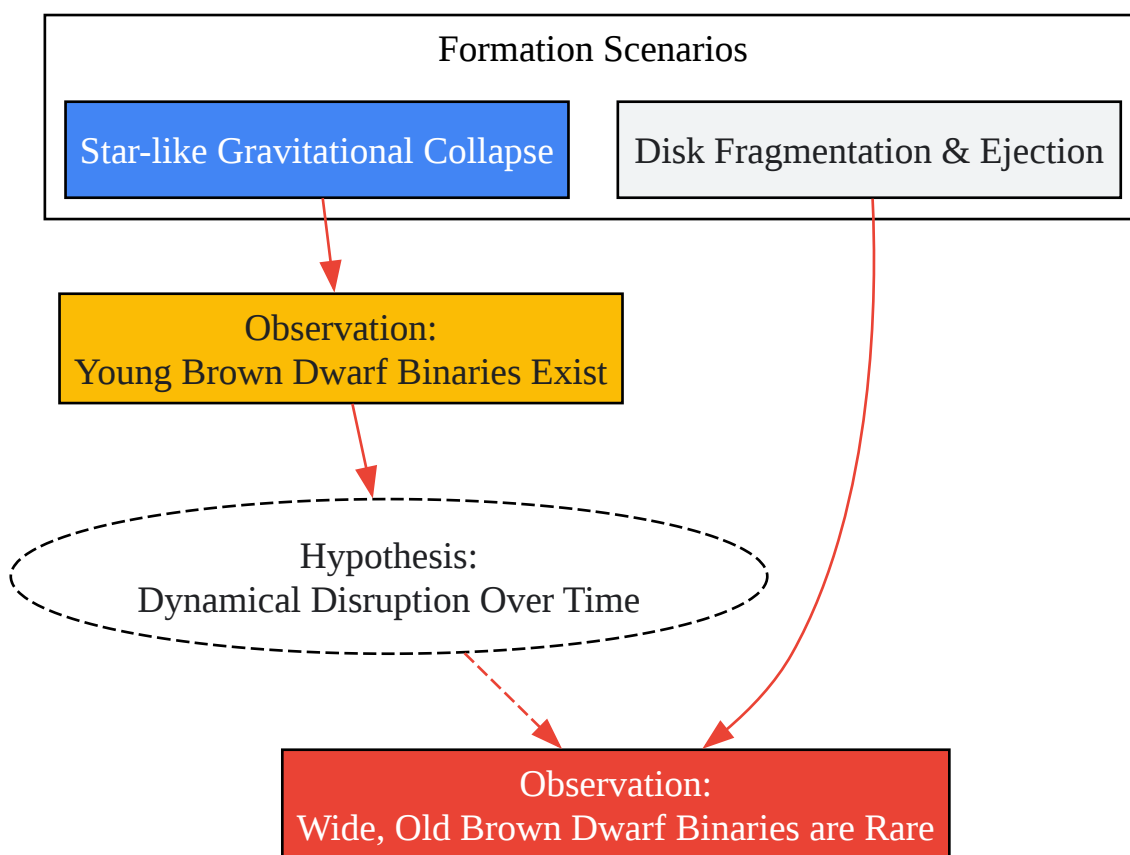 Formation Scenarios
Star-like Gravitational Collapse
Disk Fragmentation & Ejection
Observation:
Young Brown Dwarf Binaries Exist
Hypothesis:
Dynamical Disruption Over Time
Observation:
Wide, Old Brown Dwarf Binaries are Rare